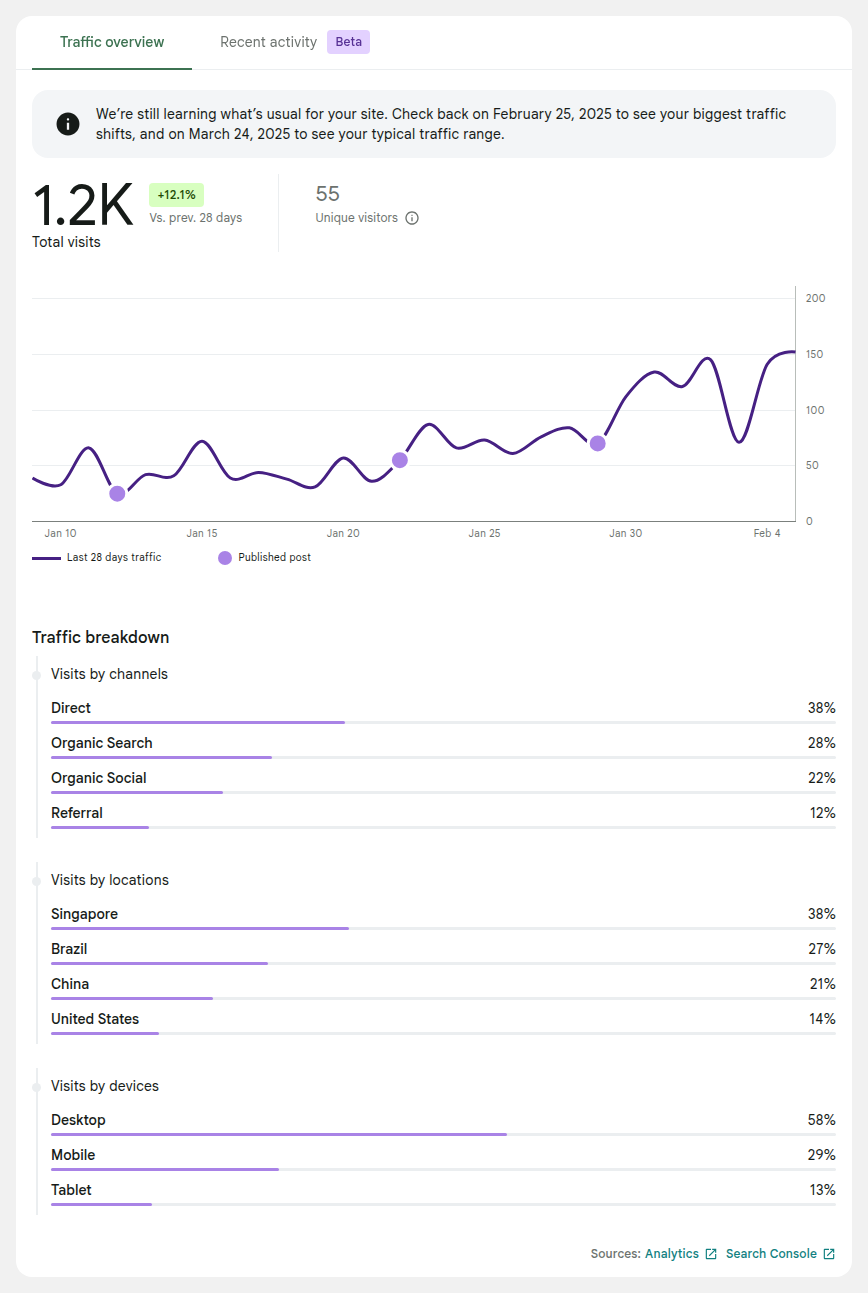 Traffic overview
Recent activity
Beta
We’re still learning what’s usual for your site. Check back on February 25, 2025 to see your biggest traffic
shifts, and on March 24, 2025 to see your typical traffic range.
1.2K
+12.1%
Vs. prev. 28 days
Total visits
55
Unique visitors
200
150
100
50
0
Jan 10
Jan 15
Jan 20
Jan 25
Jan 30
Feb 4
Last 28 days traffic
Published post
Traffic breakdown
Visits by channels
Direct 38%
Organic Search 28%
Organic Social 22%
Referral 12%
Visits by locations
Singapore 38%
Brazil 27%
China 21%
United States 14%
Visits by devices
Desktop 58%
Mobile 29%
Tablet 13%
Sources: Analytics Search Console